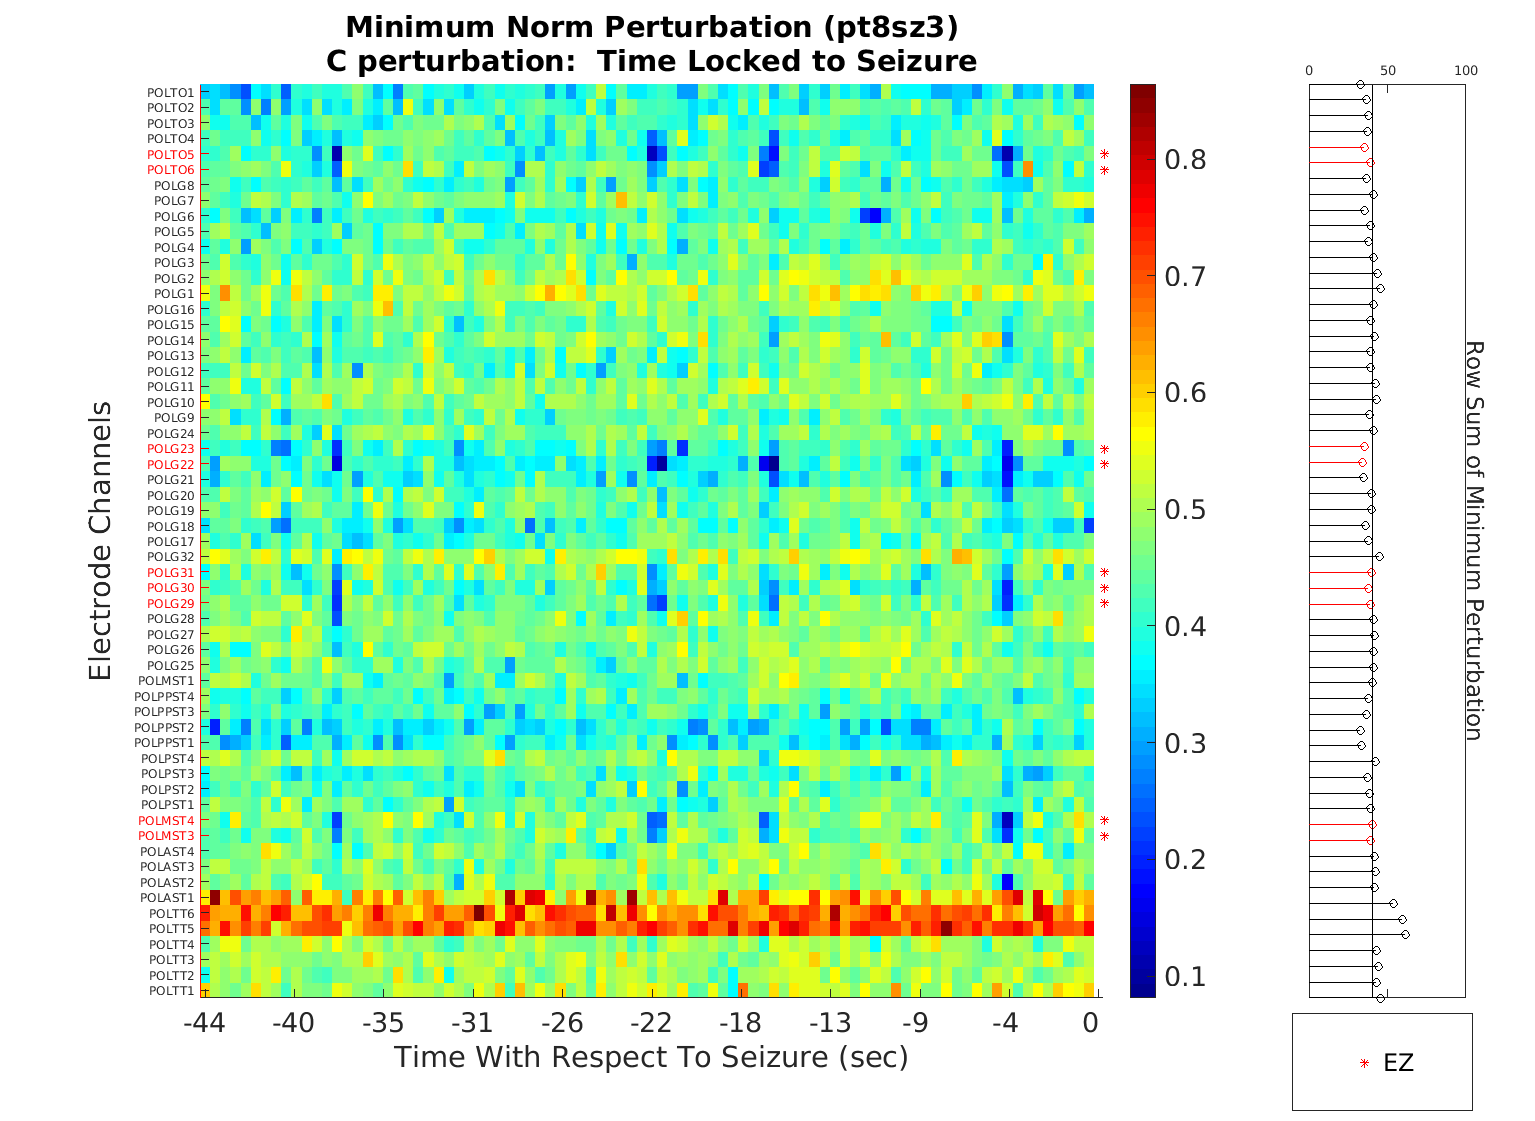 Minimum Norm Perturbation (pt8sz3)
C perturbation:  Time Locked to Seizure
Electrode Channels
POLTO1
POLTO2
POLTO3
POLTO4
POLTO5
POLTO6
POLG8
POLG7
POLG6
POLG5
POLG4
POLG3
POLG2
POLG1
POLG16
POLG15
POLG14
POLG13
POLG12
POLG11
POLG10
POLG9
POLG24
POLG23
POLG22
POLG21
POLG20
POLG19
POLG18
POLG17
POLG32
POLG31
POLG30
POLG29
POLG28
POLG27
POLG26
POLG25
POLMST1
POLPPST4
POLPPST3
POLPPST2
POLPPST1
POLPST4
POLPST3
POLPST2
POLPST1
POLMST4
POLMST3
POLAST4
POLAST3
POLAST2
POLAST1
POLTT6
POLTT5
POLTT4
POLTT3
POLTT2
POLTT1
-44 -40 -35 -31 -26 -22 -18 -13 -9 -4 0
Time With Respect To Seizure (sec)
0.8
0.7
0.6
0.5
0.4
0.3
0.2
0.1
0 50 100
Row Sum of Minimum Perturbation
EZ